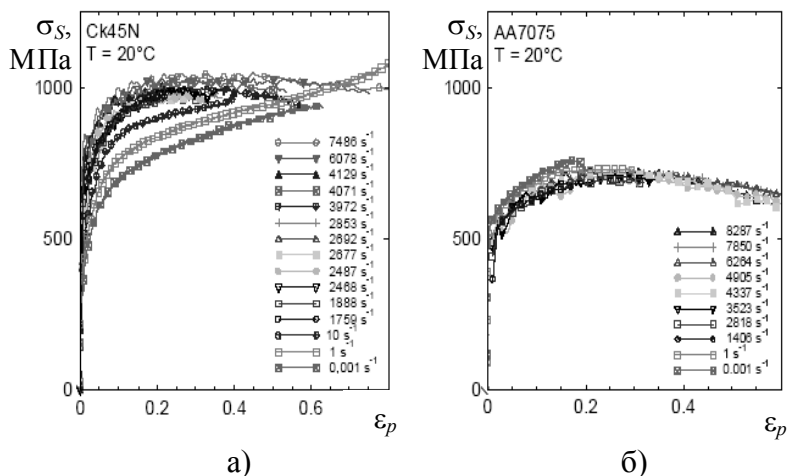 σS,
МПа
Ck45N
T = 20°C
1000
500
0
0
0.2
0.4
0.6
εp
7486 s-1
6078 s-1
4129 s-1
4071 s-1
3972 s-1
2853 s-1
2692 s-1
2677 s-1
2487 s-1
2468 s-1
1888 s-1
1759 s-1
10 s-1
1 s-1
0,001 s-1
а)
σS,
МПа
AA7075
T = 20°C
1000
500
0
0
0.2
0.4
εp
8287 s-1
7850 s-1
6264 s-1
4905 s-1
4337 s-1
3523 s-1
2818 s-1
1406 s-1
1 s-1
0.001 s-1
б)